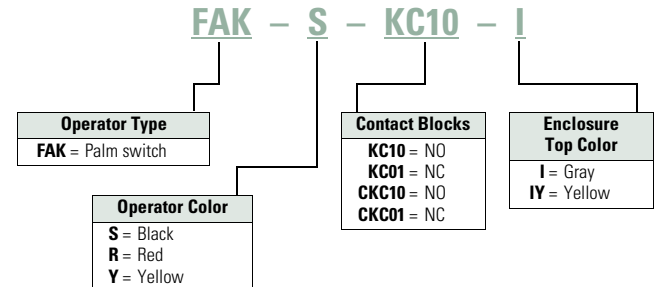 FAK – S – KC10 – I
Operator Type
FAK = Palm switch
Operator Color
S = Black
R = Red
Y = Yellow
Contact Blocks
KC10 = NO
KC01 = NC
CKC10 = NO
CKC01 = NC
Enclosure
Top Color
I = Gray
IY = Yellow